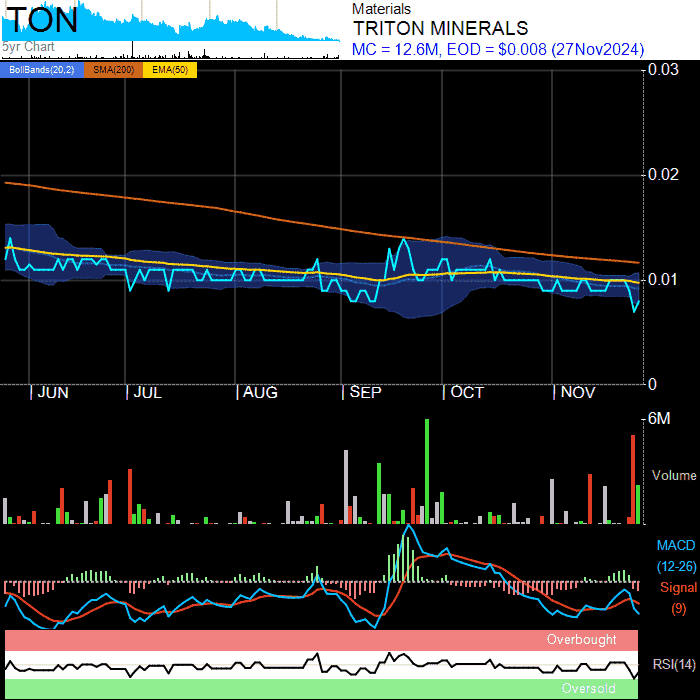 TON
5yr Chart
Materials
TRITON MINERALS
MC = 12.6M, EOD = $0.008 (27Nov2024)
BollBands(20,2) SMA(200) EMA(50)
0.03
0.02
0.01
0
JUN JUL AUG SEP OCT NOV
6M
Volume
MACD
(12-26)
Signal
(9)
Overbought
RSI(14)
Oversold